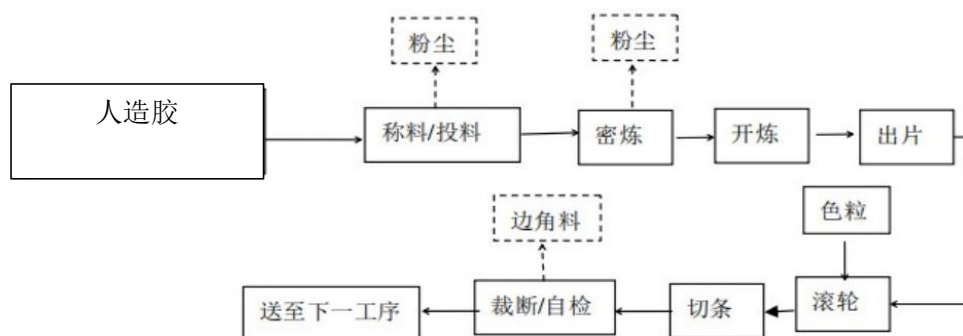 粉尘
粉尘
人造胶
称料/投料
密炼
开炼
出片
边角料
色粒
送至下一工序
裁断/自检
切条
滚轮